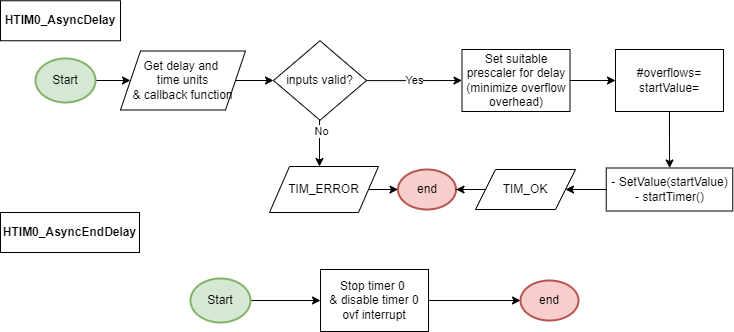 HTIM0_AsyncDelay
Start
Get delay and
time units
& callback function
inputs valid?
Yes
Set suitable
prescaler for delay
(minimize overflow
overhead)
#overflows=
startValue=
No
TIM_ERROR
end
TIM_OK
- SetValue(startValue)
- startTimer()
HTIM0_AsyncEndDelay
Start
Stop timer 0
& disable timer 0
ovf interrupt
end